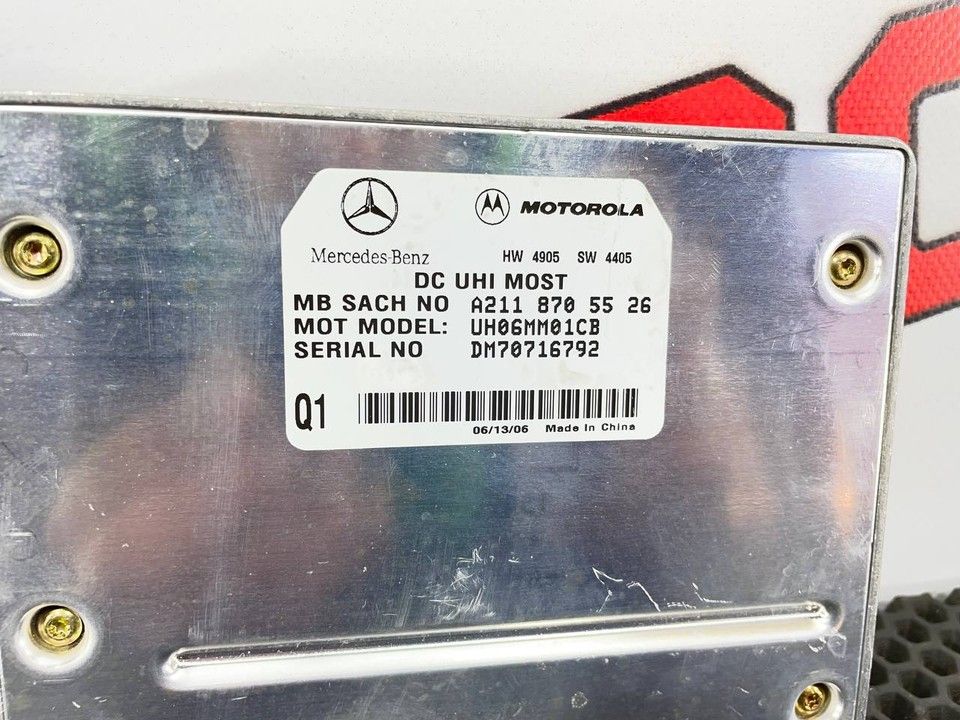 MOTOROLA
Mercedes-Benz HW 4905 SW 4405
DC UHI MOST
MB SACH NO A211 870 55 26
MOT MODEL: UH06MM01CB
SERIAL NO DM70716792
Q1
06/13/06 Made In China